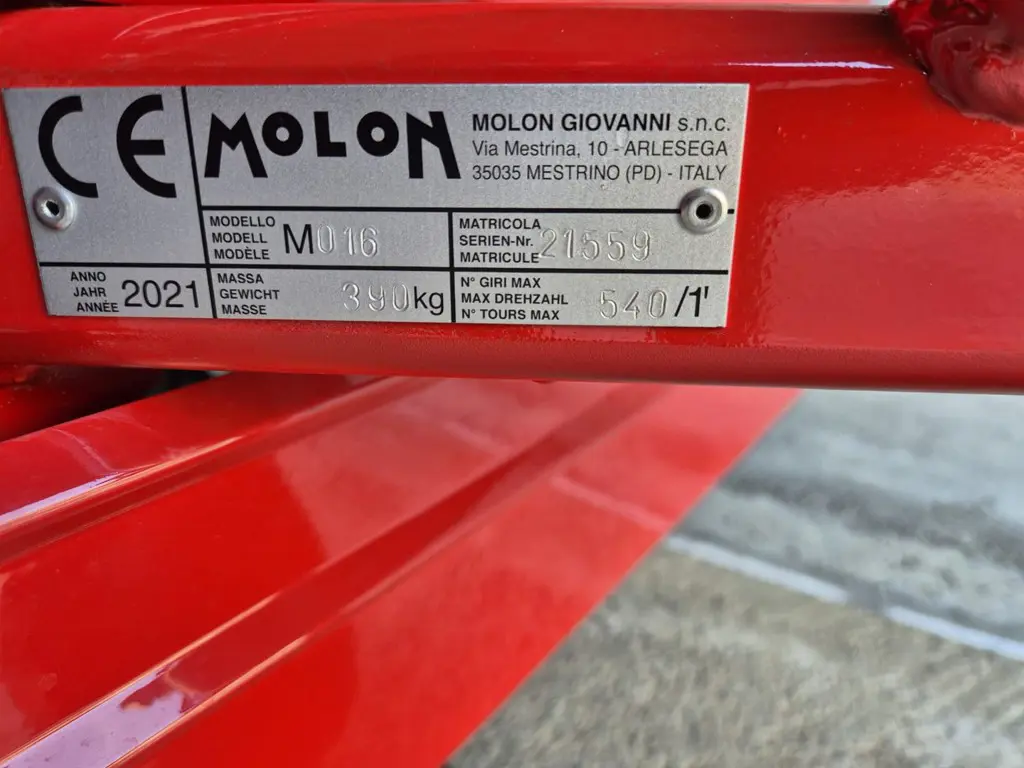 CE
MOLON
MOLON GIOVANNI s.n.c.
Via Mestrina, 10 - ARLESEGA
35035 MESTRINO (PD) - ITALY
MODELLO
MODELL
MODÈLE
M016
MATRICOLA
SERIEN-Nr.
MATRICULE
21559
ANNO
JAHR
ANNÉE
2021
MASSA
GEWICHT
MASSE
390kg
N° GIRI MAX
MAX DREHZAHL
N° TOURS MAX
540/1'